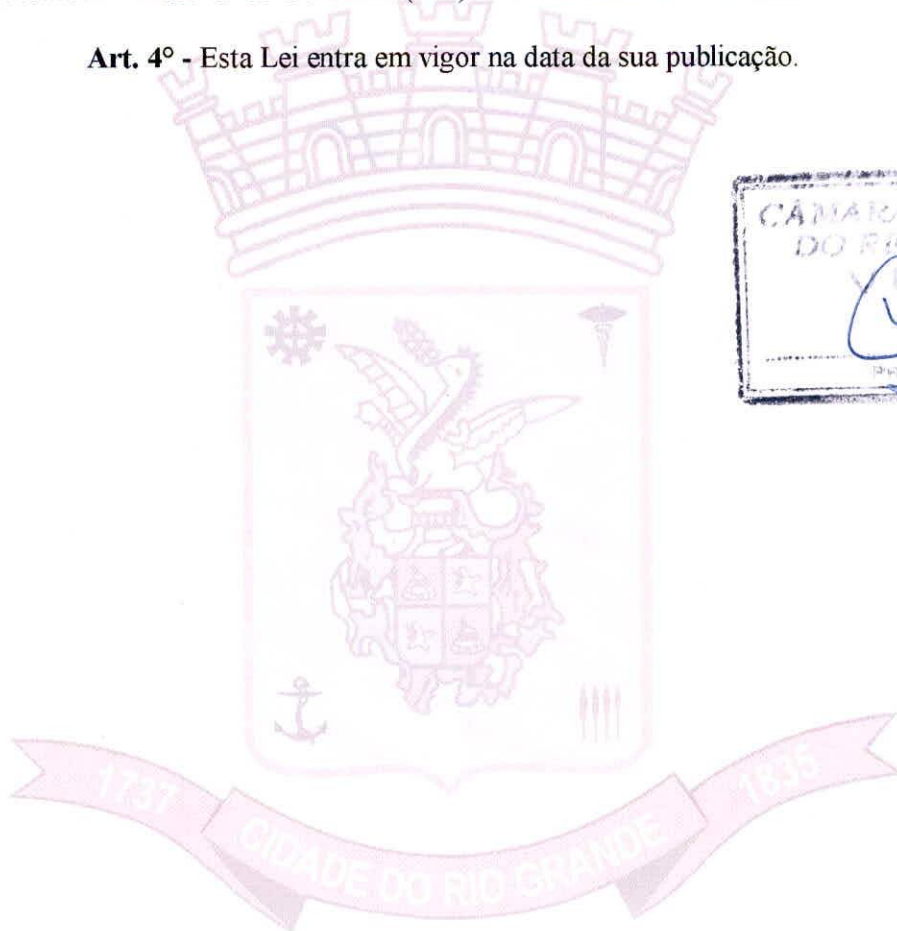 Art. 4° - Esta Lei entra em vigor na data da sua publicação.
CÂMARA
DO
1737
1835
CIDADE DO RIO GRANDE